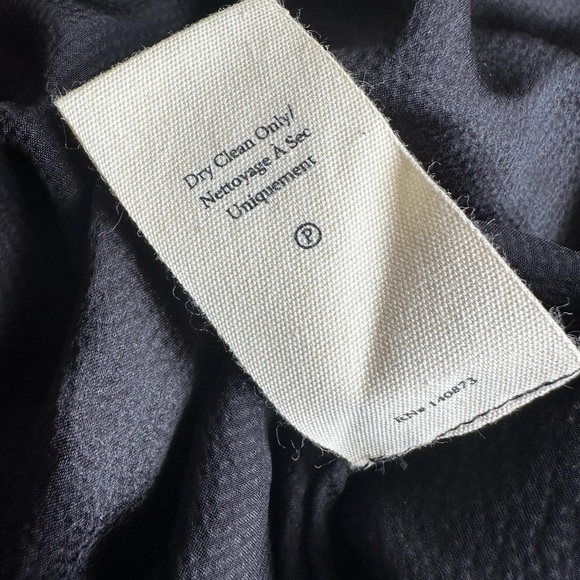 Dry Clean Only/
Nettoyage À Sec
Uniquement
Ⓟ
RN# 140873